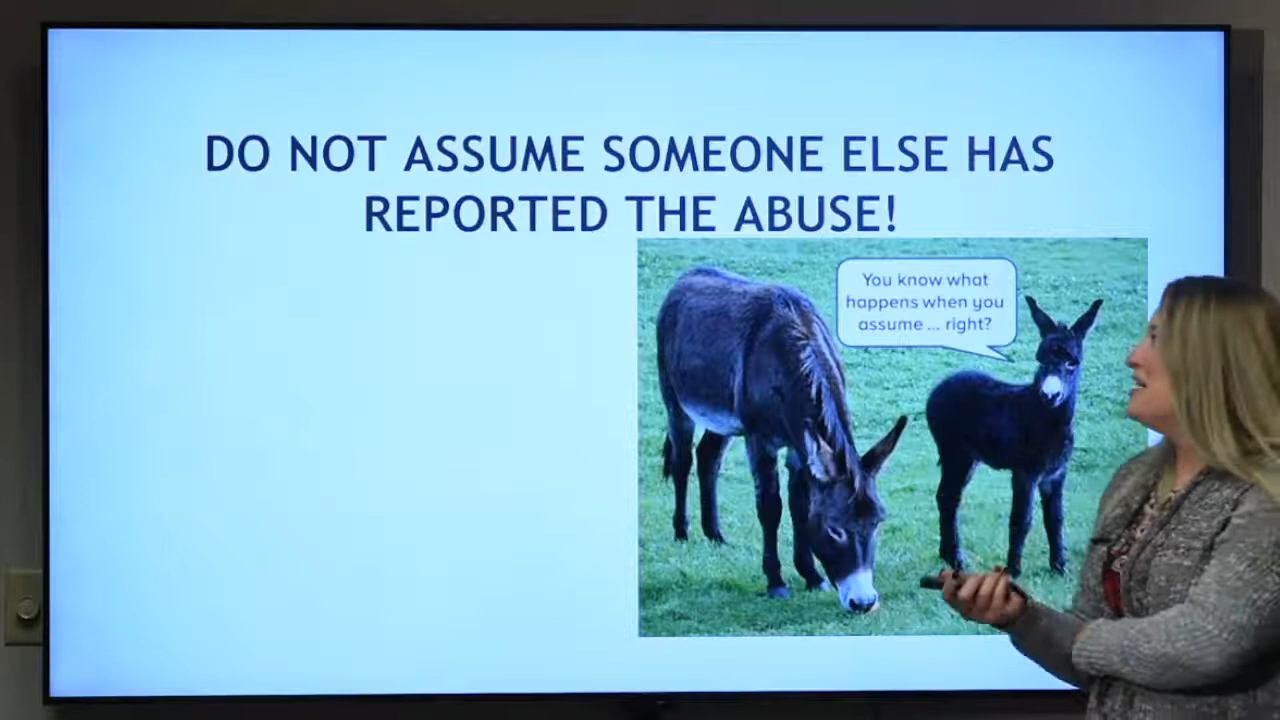 DO NOT ASSUME SOMEONE ELSE HAS
REPORTED THE ABUSE!
You know what
happens when you
assume ... right?